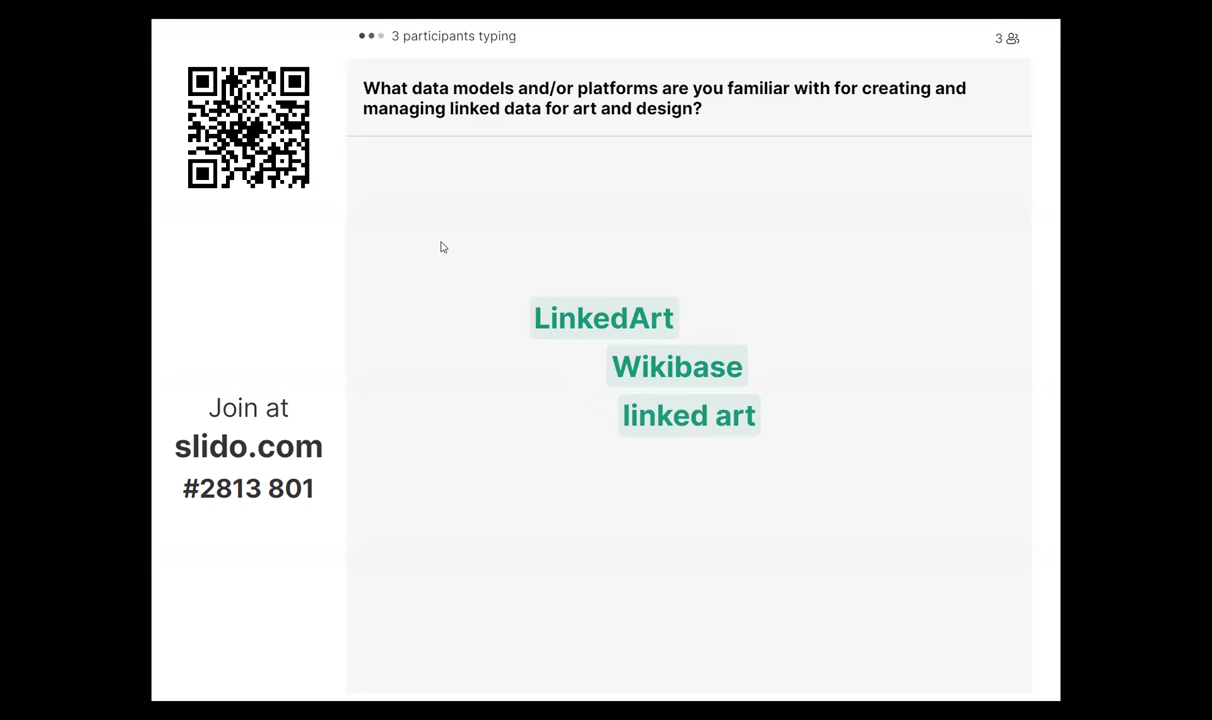 3 participants typing
3
What data models and/or platforms are you familiar with for creating and
managing linked data for art and design?
LinkedArt
Wikibase
linked art
Join at
slido.com
#2813 801